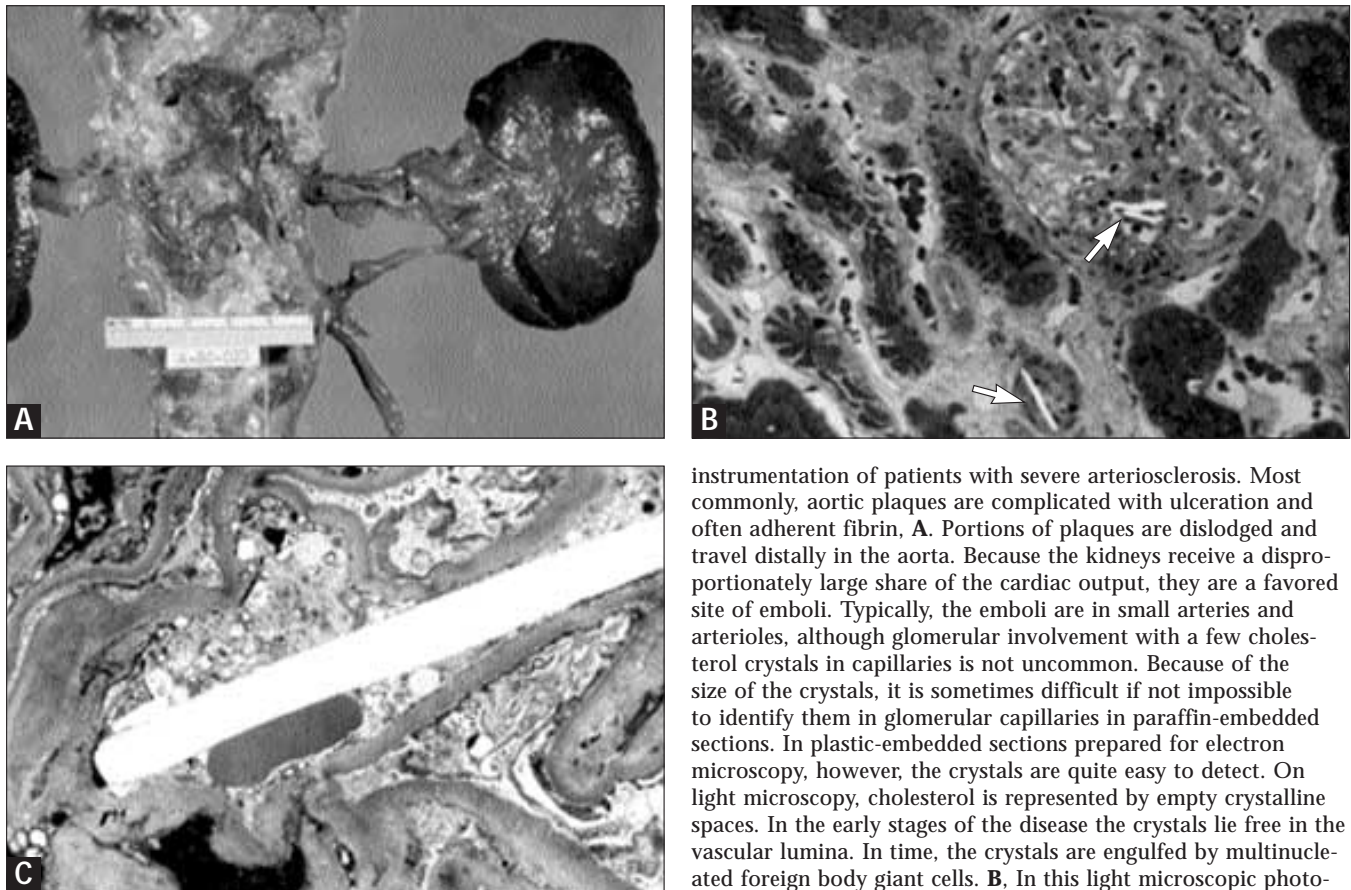 A
B
C
instrumentation of patients with severe arteriosclerosis. Most
commonly, aortic plaques are complicated with ulceration and
often adherent fibrin, A. Portions of plaques are dislodged and
travel distally in the aorta. Because the kidneys receive a dispro-
portionately large share of the cardiac output, they are a favored
site of emboli. Typically, the emboli are in small arteries and
arterioles, although glomerular involvement with a few choles-
terol crystals in capillaries is not uncommon. Because of the
size of the crystals, it is sometimes difficult if not impossible
to identify them in glomerular capillaries in paraffin-embedded
sections. In plastic-embedded sections prepared for electron
microscopy, however, the crystals are quite easy to detect. On
light microscopy, cholesterol is represented by empty crystalline
spaces. In the early stages of the disease the crystals lie free in the
vascular lumina. In time, the crystals are engulfed by multinucle-
ated foreign body giant cells. B, In this light microscopic photo-